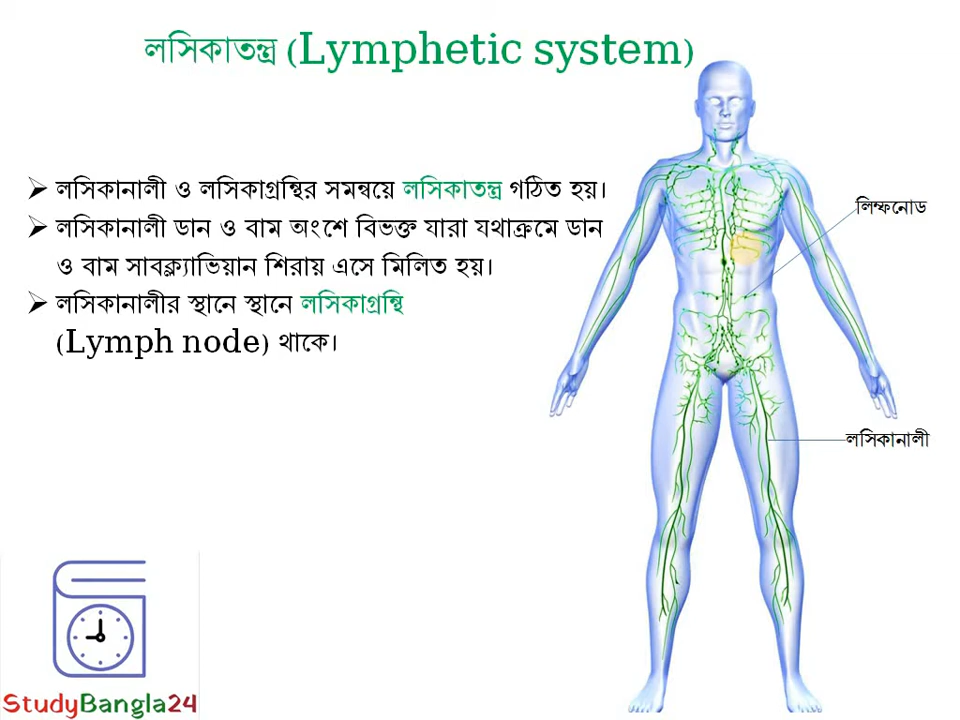 লসিকাতন্ত্র (Lymphetic system)
➢ লসিকানালী ও লসিকাগ্রন্থির সমন্বয়ে লসিকাতন্ত্র গঠিত হয়।
➢ লসিকানালী ডান ও বাম অংশে বিভক্ত যারা যথাক্রমে ডান
ও বাম সাবক্ল্যাভিয়ান শিরায় এসে মিলিত হয়।
➢ লসিকানালীর স্থানে স্থানে লসিকাগ্রন্থি
(Lymph node) থাকে।
লিম্ফনোড
লসিকানালী
StudyBangla24